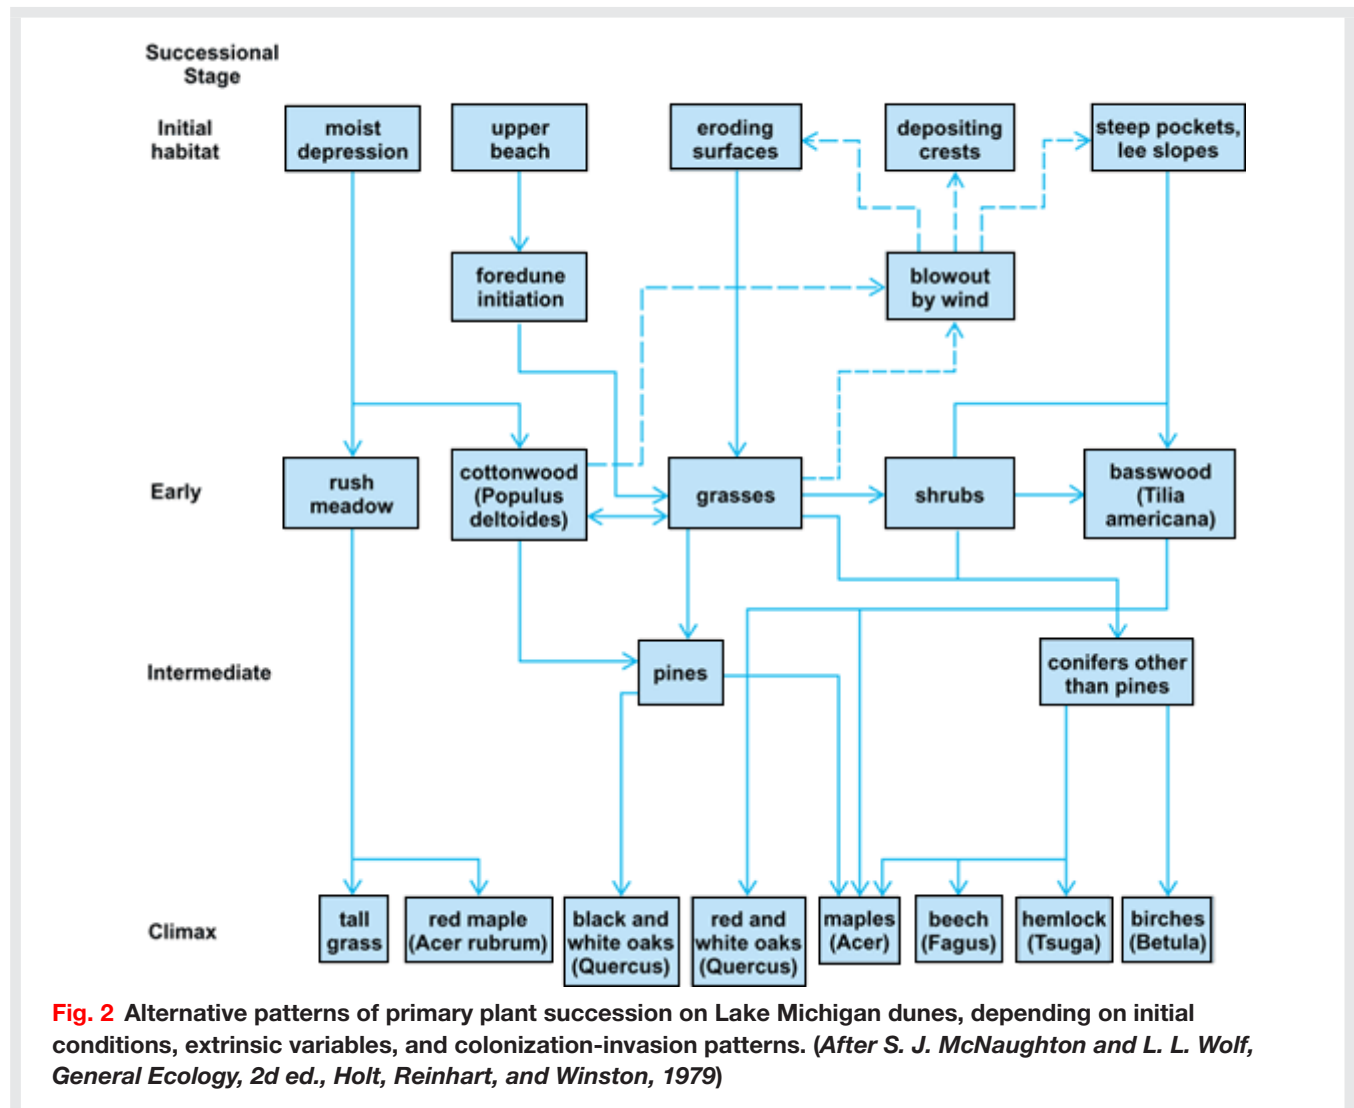 Successional
Stage
Initial
habitat
moist
depression
upper
beach
eroding
surfaces
depositing
crests
steep pockets,
lee slopes
foredune
initiation
blowout
by wind
Early
rush
meadow
cottonwood
(Populus
deltoides)
grasses
shrubs
basswood
(Tilia
americana)
Intermediate
pines
conifers other
than pines
Climax
tall
grass
red maple
(Acer rubrum)
black and
white oaks
(Quercus)
red and
white oaks
(Quercus)
maples
(Acer)
beech
(Fagus)
hemlock
(Tsuga)
birches
(Betula)
Fig. 2 Alternative patterns of primary plant succession on Lake Michigan dunes, depending on initial
conditions, extrinsic variables, and colonization-invasion patterns. (After S. J. McNaughton and L. L. Wolf,
General Ecology, 2d ed., Holt, Reinhart, and Winston, 1979)